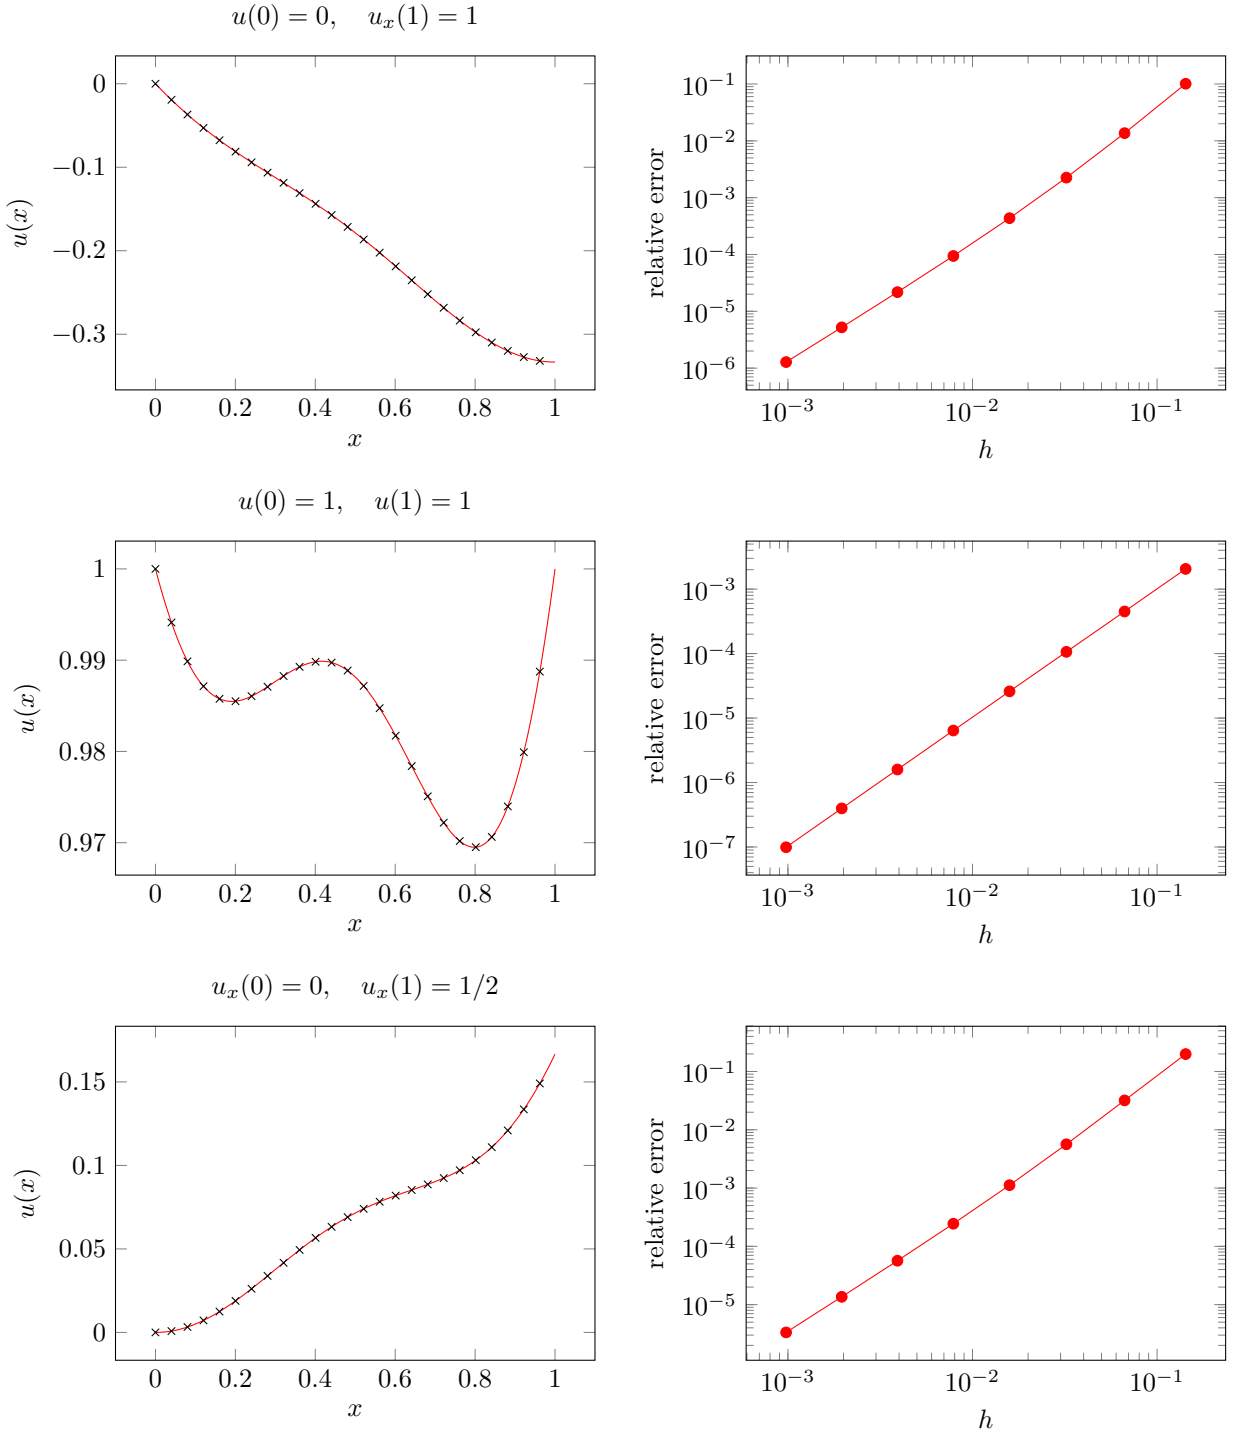 u(0) = 0, u_x(1) = 1
0
−0.1
−0.2
−0.3
u(x)
0 0.2 0.4 0.6 0.8 1
x
10^−1
10^−2
10^−3
10^−4
10^−5
10^−6
relative error
10^−3 10^−2 10^−1
h
u(0) = 1, u(1) = 1
1
0.99
0.98
0.97
u(x)
0 0.2 0.4 0.6 0.8 1
x
10^−3
10^−4
10^−5
10^−6
10^−7
relative error
10^−3 10^−2 10^−1
h
u_x(0) = 0, u_x(1) = 1/2
0.15
0.1
0.05
0
u(x)
0 0.2 0.4 0.6 0.8 1
x
10^−1
10^−2
10^−3
10^−4
10^−5
relative error
10^−3 10^−2 10^−1
h